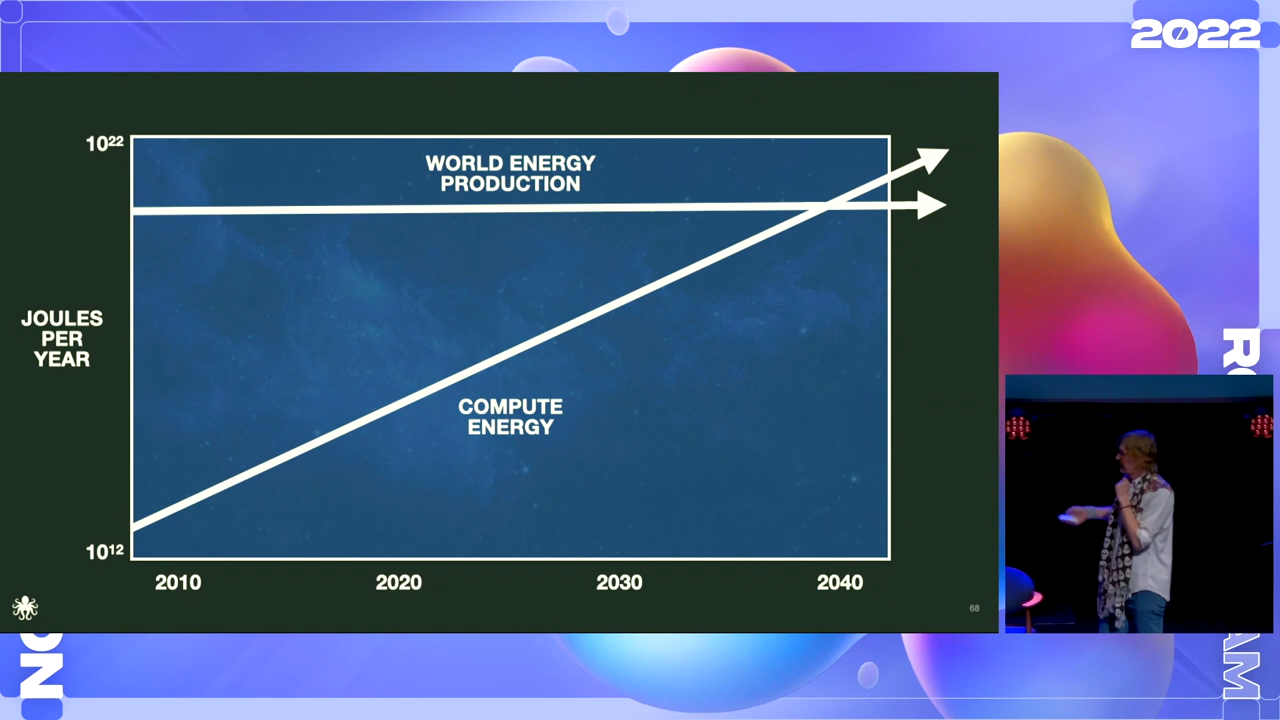 2022
10²²
WORLD ENERGY
PRODUCTION
JOULES
PER
YEAR
COMPUTE
ENERGY
10¹²
2010
2020
2030
2040
68